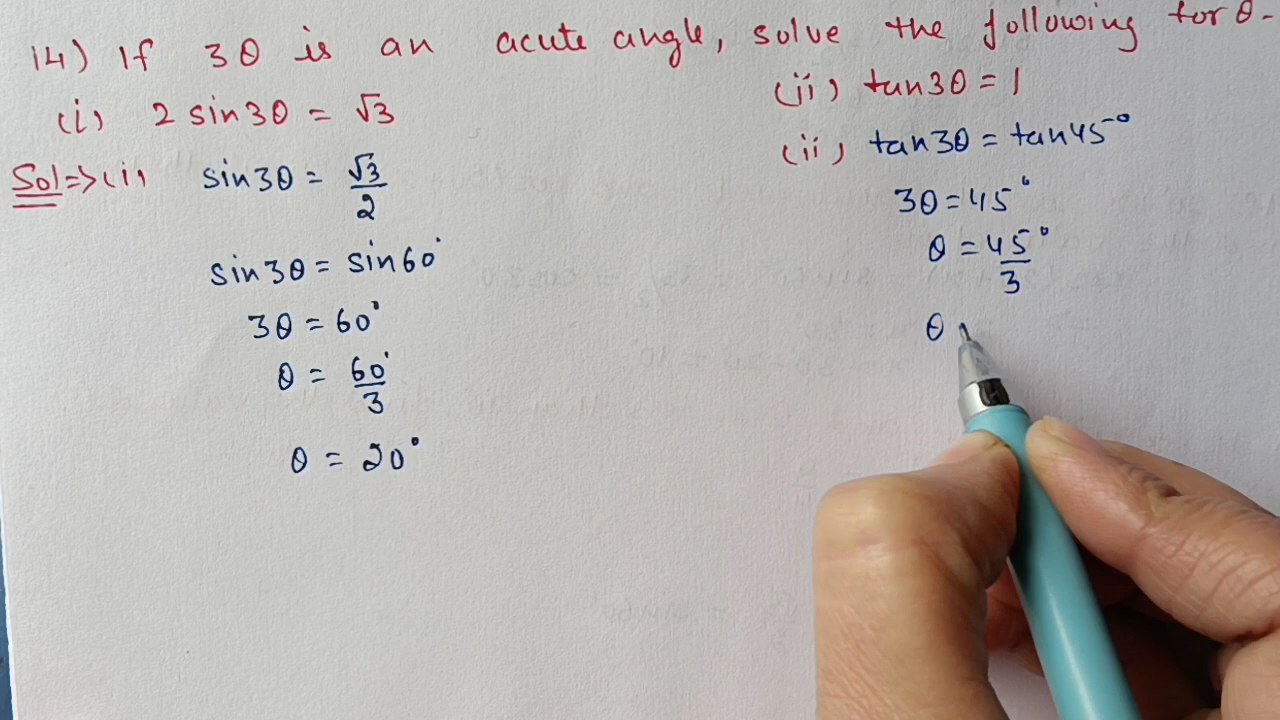 14) If 3θ is an acute angle, solve the following for θ-
(i) 2 sin3θ = √3
(ii) tan3θ = 1
Sol=>(i) sin3θ = √3/2
sin3θ = sin60°
3θ = 60°
θ = 60°/3
θ = 20°
(ii) tan3θ = tan45°
3θ = 45°
θ = 45°/3
θ